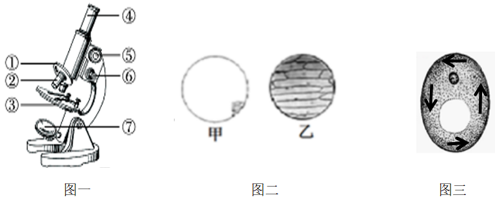 ④
①
⑤
②
⑥
③
⑦
甲
乙
图一
图二
图三